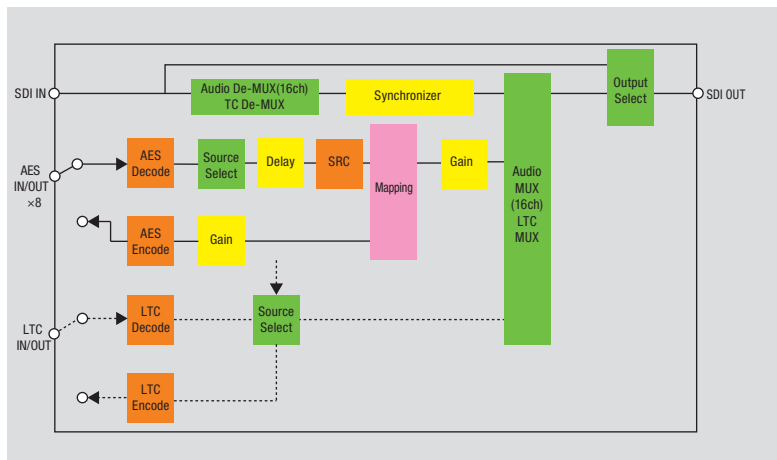 SDI IN
Audio De-MUX(16ch)
TC De-MUX
Synchronizer
Output
Select
SDI OUT
AES
IN/OUT
×8
AES
Decode
Source
Select
Delay
SRC
Mapping
Gain
Audio
MUX
(16ch)
LTC
MUX
AES
Encode
Gain
LTC
IN/OUT
LTC
Decode
Source
Select
LTC
Encode